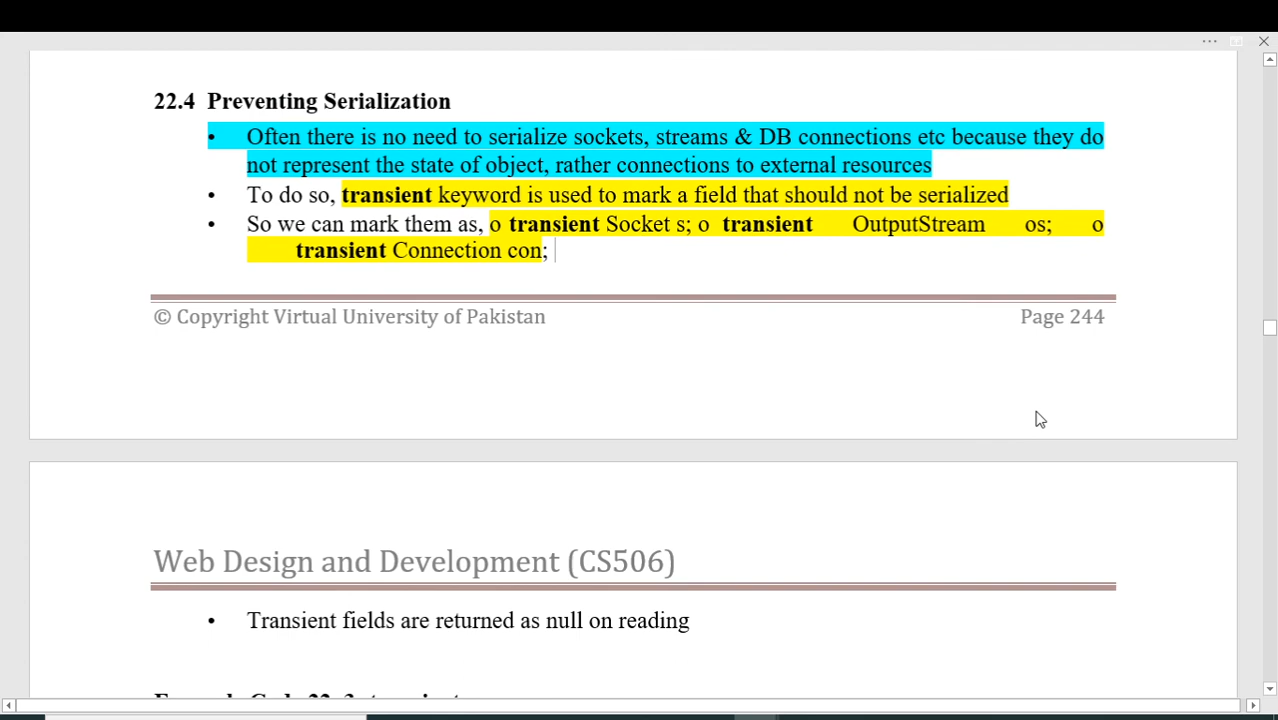 22.4 Preventing Serialization
• Often there is no need to serialize sockets, streams & DB connections etc because they do
not represent the state of object, rather connections to external resources
• To do so, transient keyword is used to mark a field that should not be serialized
• So we can mark them as, o transient Socket s; o transient OutputStream os; o
transient Connection con;
© Copyright Virtual University of Pakistan Page 244
Web Design and Development (CS506)
• Transient fields are returned as null on reading